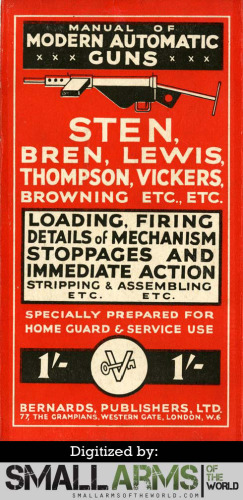 MANUAL OF
MODERN AUTOMATIC
××× GUNS ×××
STEN,
BREN, LEWIS,
THOMPSON, VICKERS,
BROWNING ETC., ETC.
LOADING, FIRING
DETAILS of MECHANISM
STOPPAGES AND
IMMEDIATE ACTION
STRIPPING & ASSEMBLING
ETC. ETC.
SPECIALLY PREPARED FOR
HOME GUARD & SERVICE USE
1/- 1/-
BERNARDS, PUBLISHERS, LTD.
77, THE GRAMPIANS, WESTERN GATE, LONDON, W.6
Digitized by:
SMALL ARMS OF THE WORLD
SMALLARMSOFTHEWORLD.COM